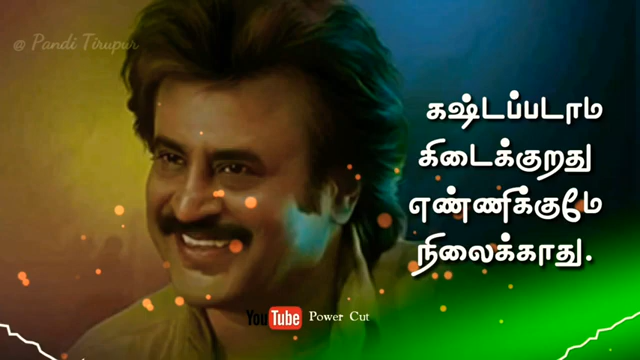 @ Pandi Tirupur
கஷ்டப்படாம
கிடைக்குறது
எண்ணிக்குமே
நிலைக்காது.
YouTube Power Cut